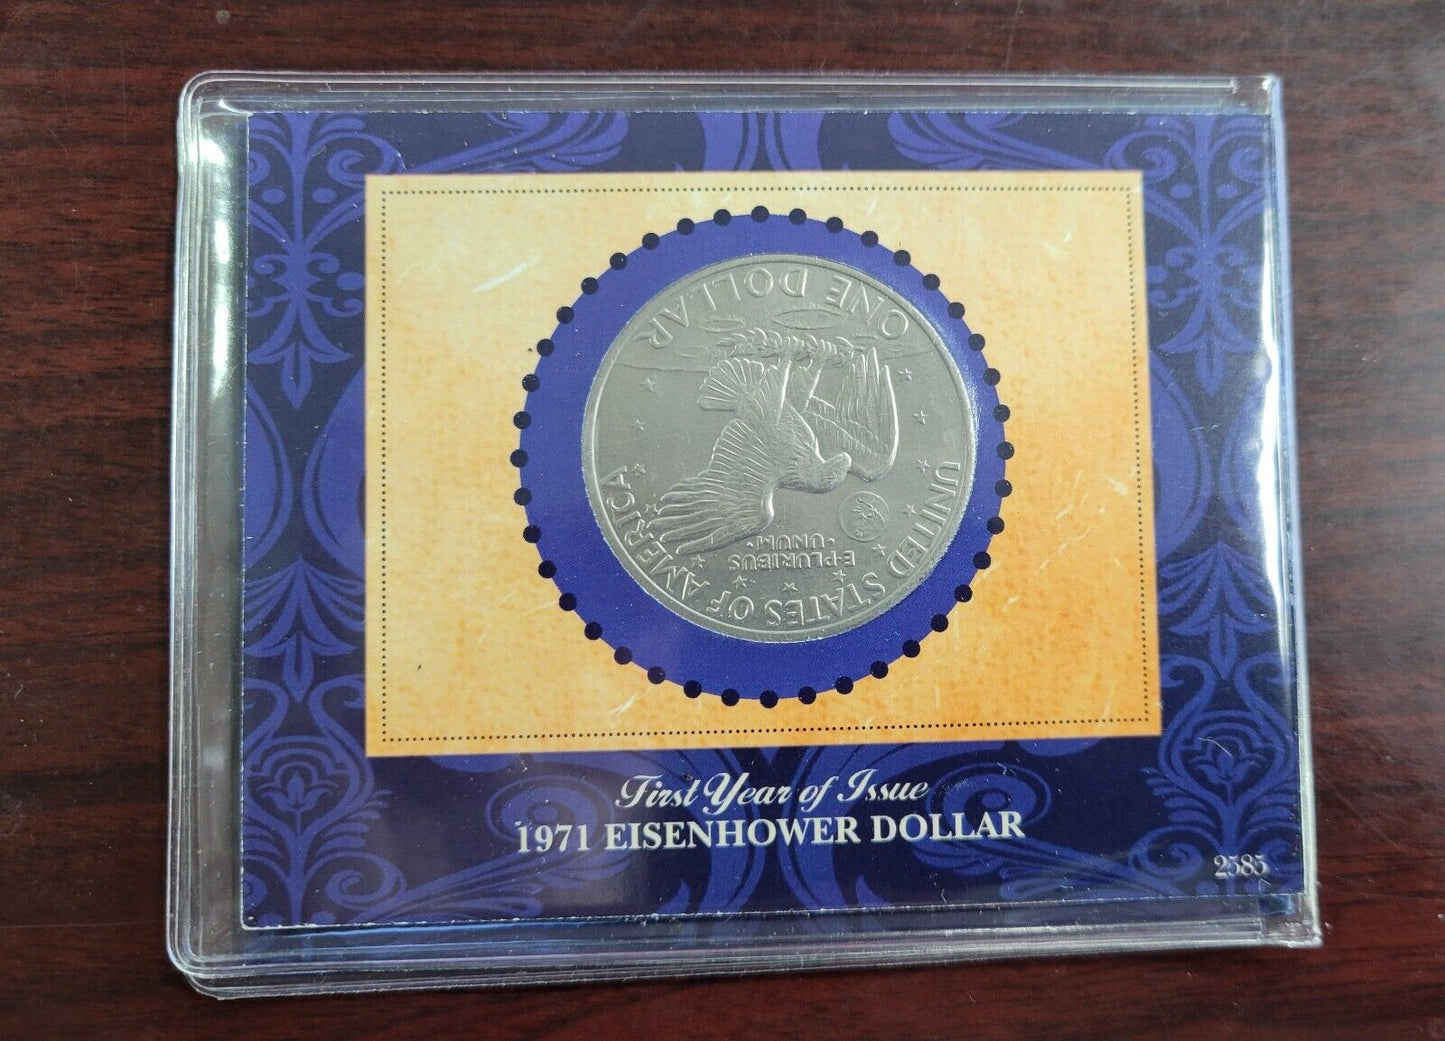 UNITED STATES OF AMERICA
E·PLURIBUS
·UNUM·
ONE DOLLAR
First Year of Issue
1971 EISENHOWER DOLLAR
2585